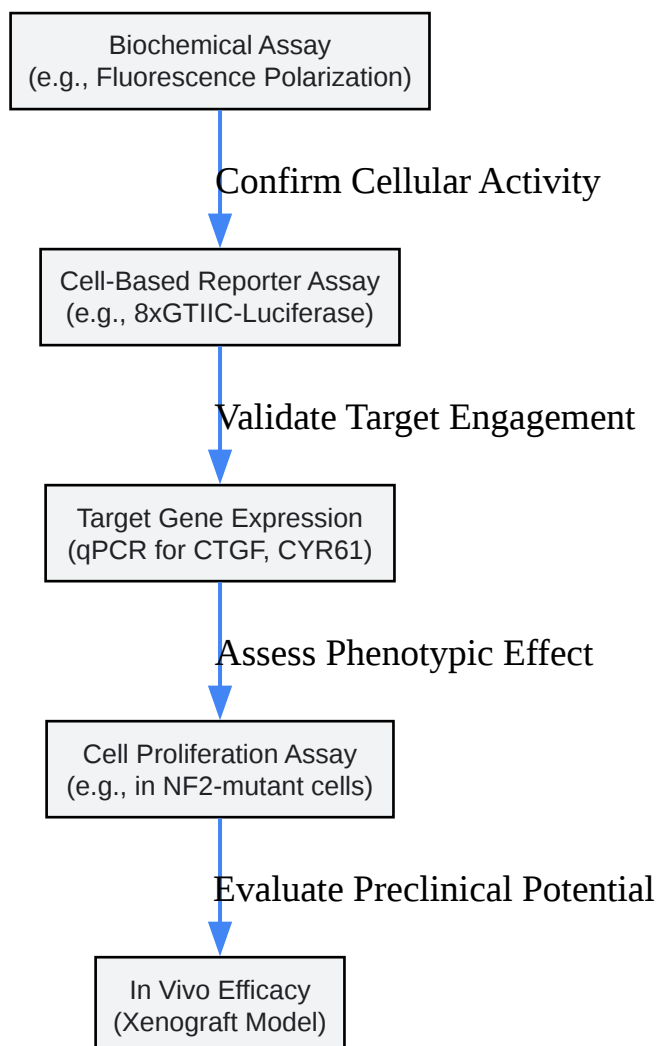 Biochemical Assay
(e.g., Fluorescence Polarization)
Confirm Cellular Activity
Cell-Based Reporter Assay
(e.g., 8xGTIIC-Luciferase)
Validate Target Engagement
Target Gene Expression
(qPCR for CTGF, CYR61)
Assess Phenotypic Effect
Cell Proliferation Assay
(e.g., in NF2-mutant cells)
Evaluate Preclinical Potential
In Vivo Efficacy
(Xenograft Model)